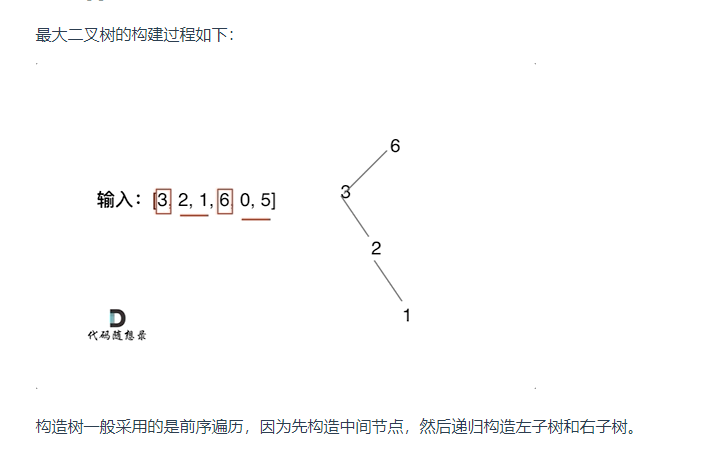 最大二叉树的构建过程如下：
6
输入：[3, 2, 1, 6, 0, 5]
3
2
1
代码随想录
构造树一般采用的是前序遍历，因为先构造中间节点，然后递归构造左子树和右子树。